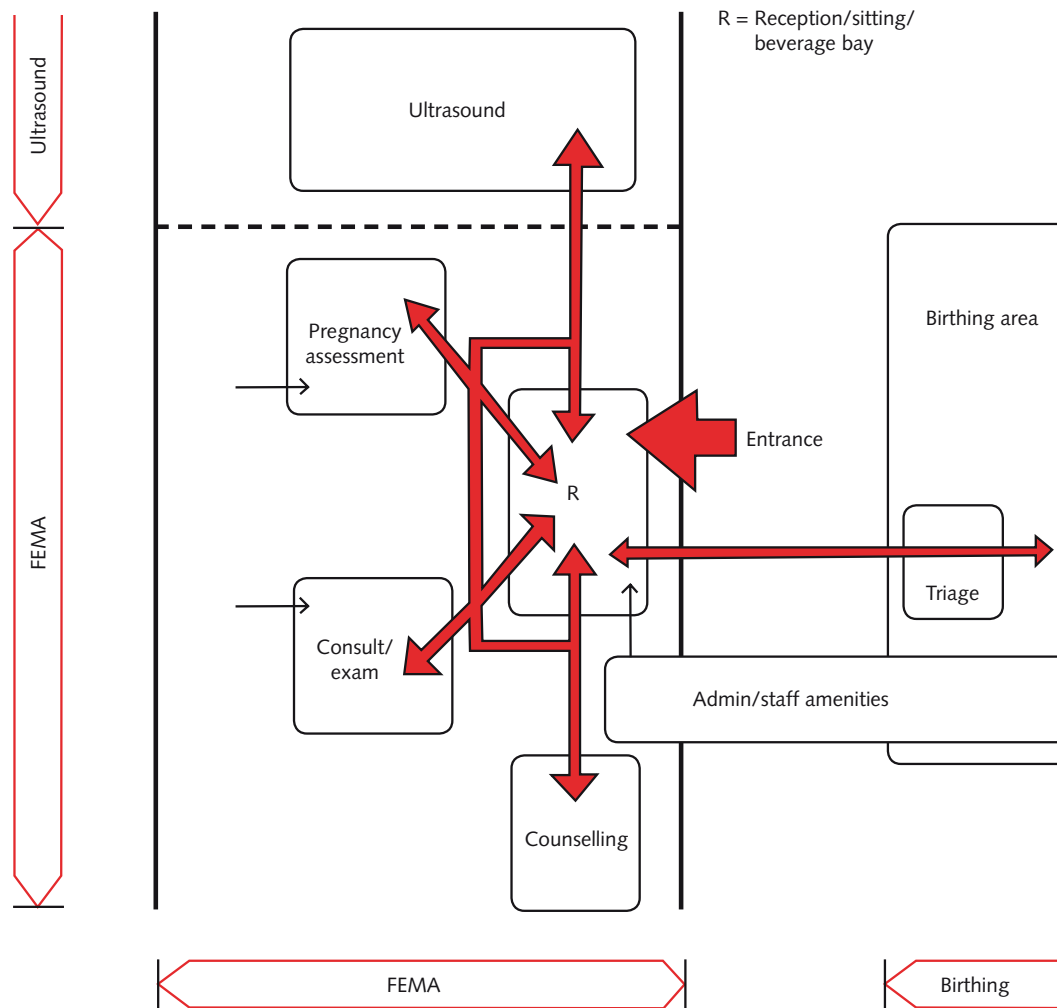 R = Reception/sitting/
beverage bay
Ultrasound
Ultrasound
Pregnancy
assessment
Birthing area
Entrance
R
FEMA
Triage
Consult/
exam
Admin/staff amenities
Counselling
FEMA
Birthing